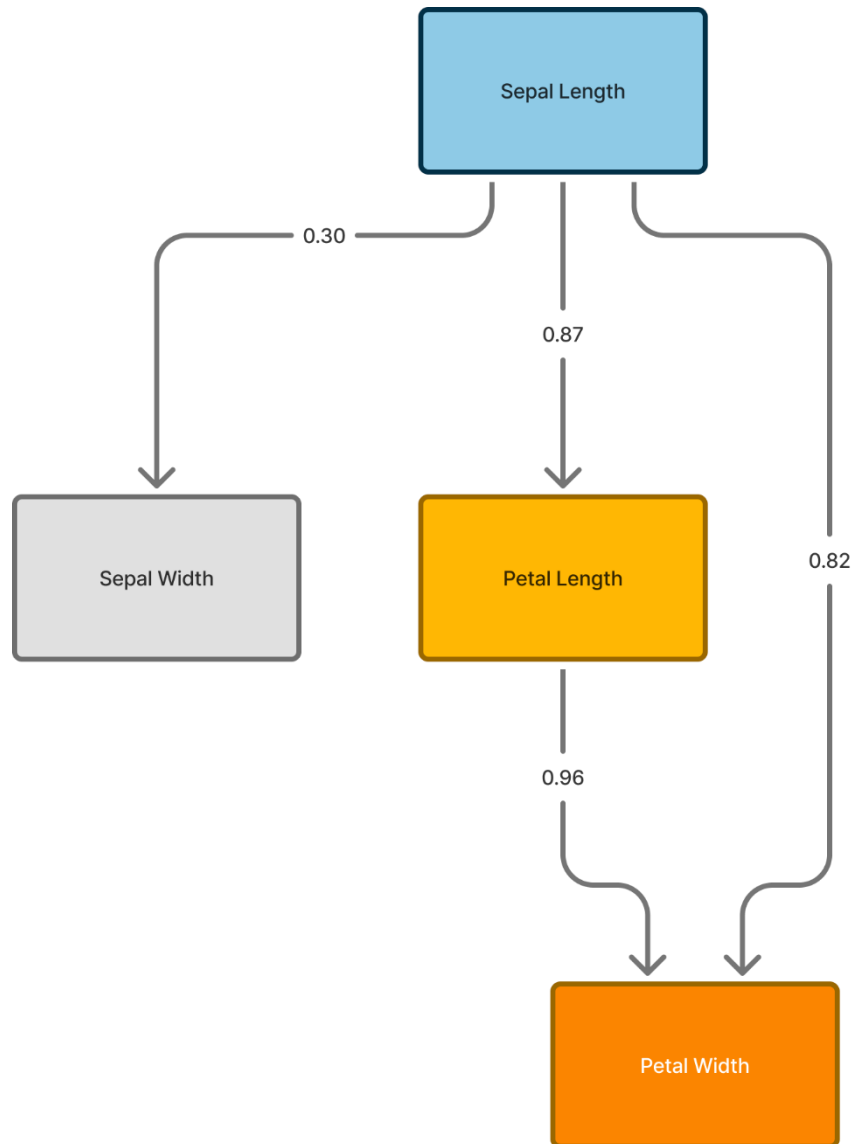 Sepal Length
0.30
0.87
Sepal Width
Petal Length
0.82
0.96
Petal Width